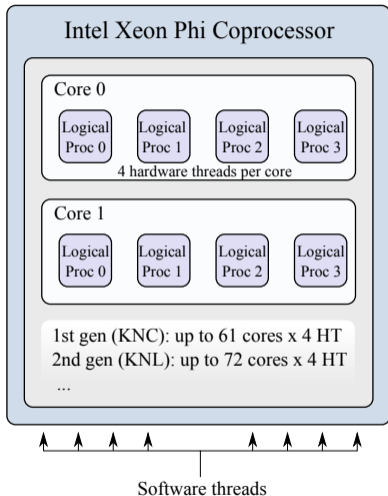 Intel Xeon Phi Coprocessor
Core 0
Logical Logical Logical Logical
Proc 0 Proc 1 Proc 2 Proc 3
4 hardware threads per core
Core 1
Logical Logical Logical Logical
Proc 0 Proc 1 Proc 2 Proc 3
1st gen (KNC): up to 61 cores x 4 HT
2nd gen (KNL): up to 72 cores x 4 HT
...
Software threads